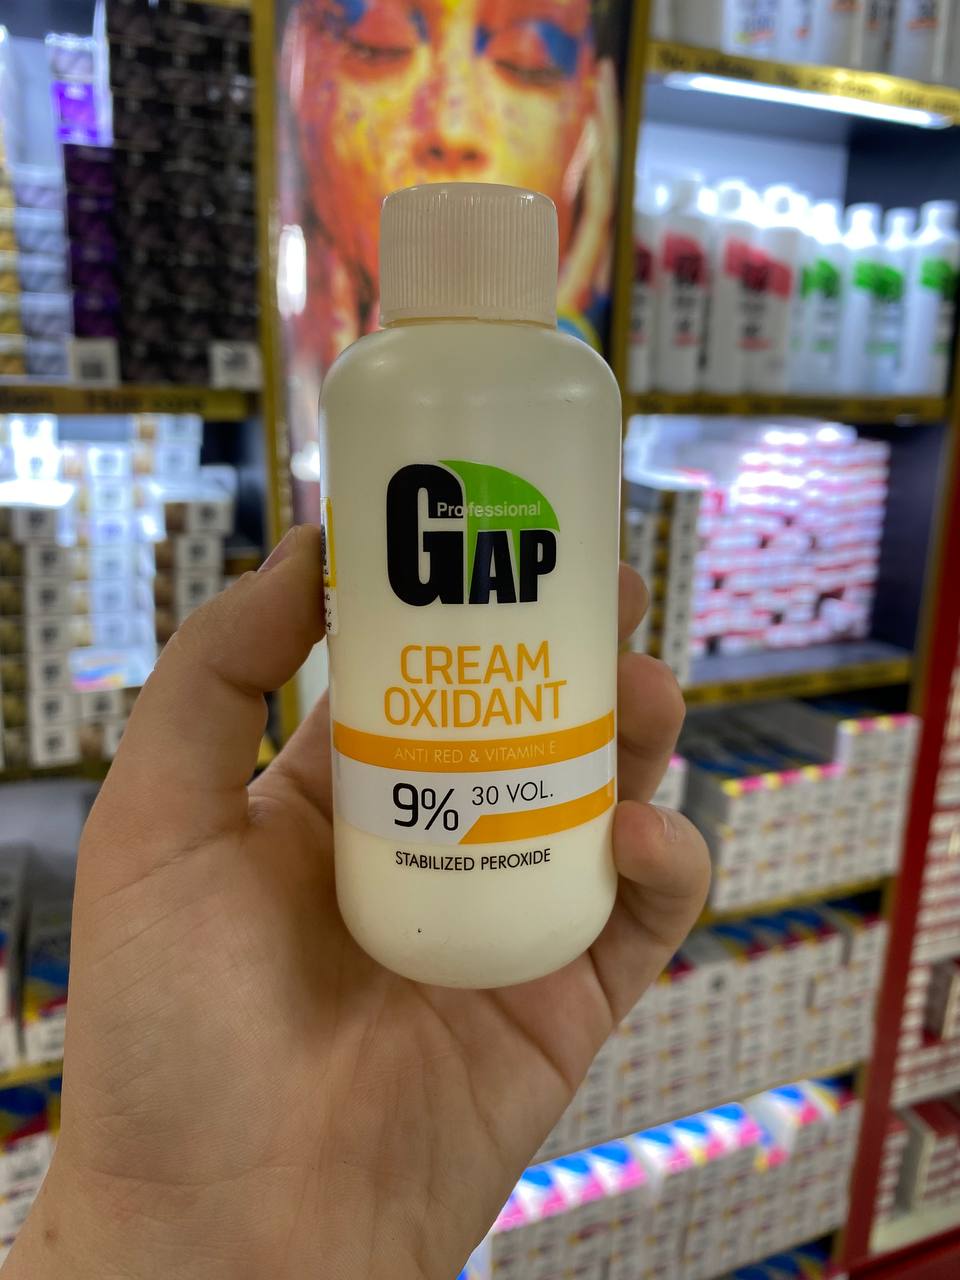 Professional
GAP
CREAM
OXIDANT
ANTI RED & VITAMIN E
9% 30 VOL.
STABILIZED PEROXIDE